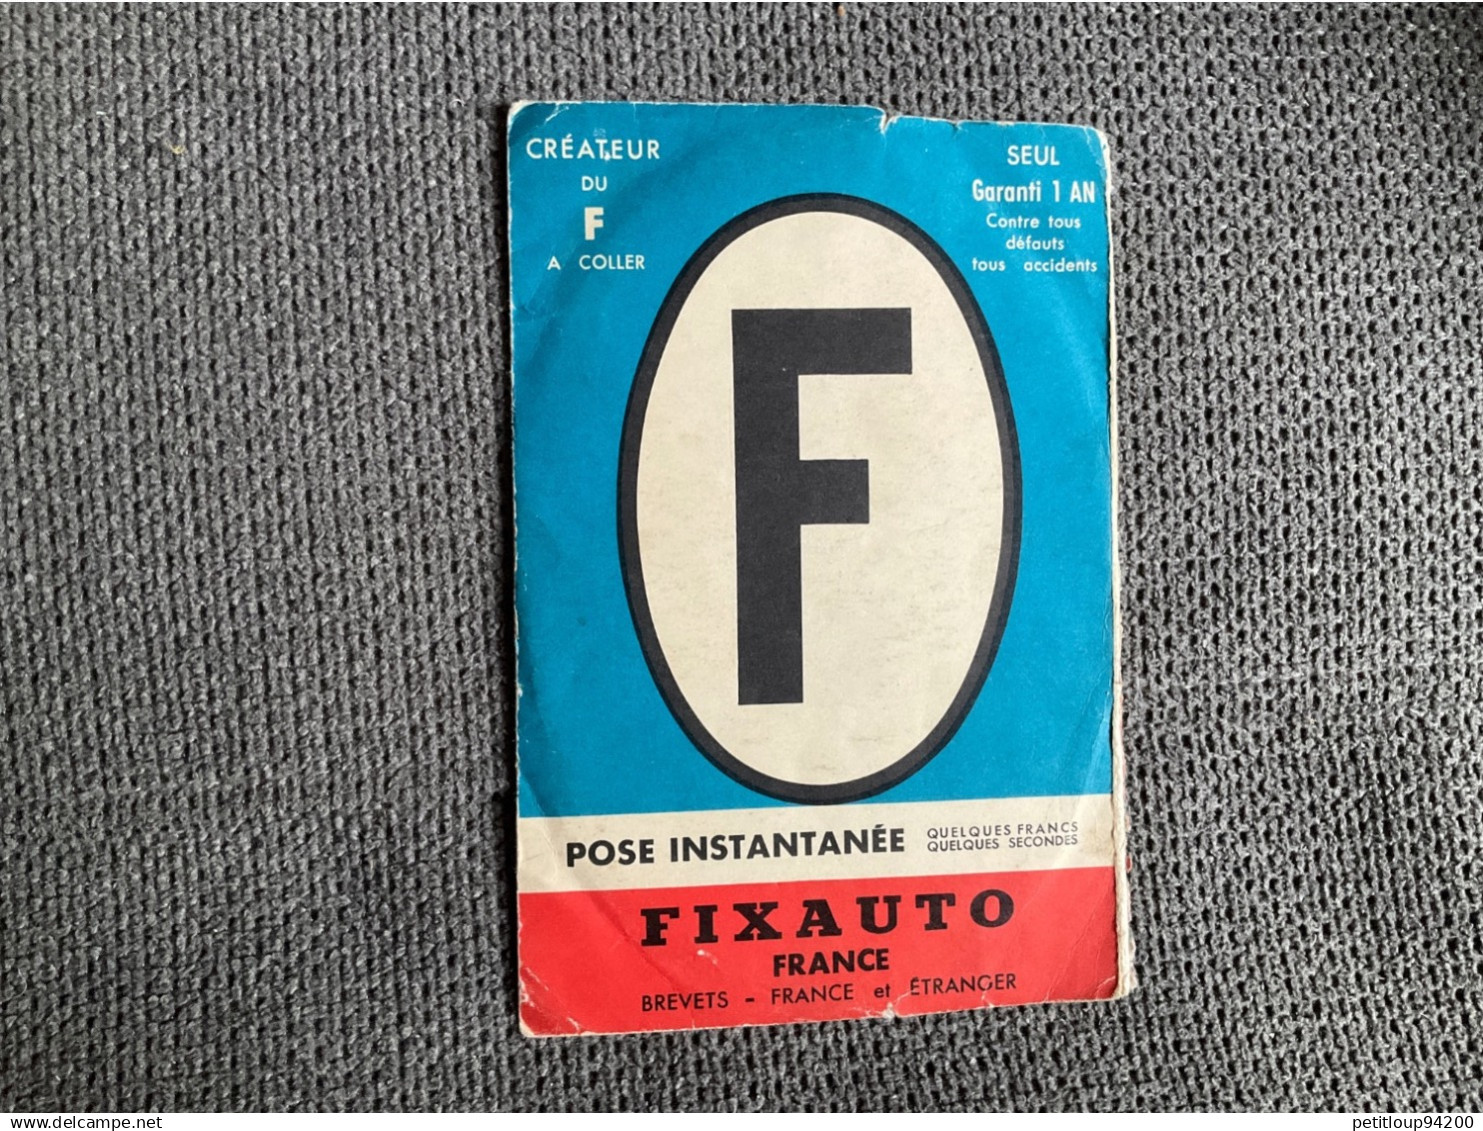 CRÉATEUR
DU
F
A COLLER
SEUL
Garanti 1 AN
Contre tous
défauts
tous accidents
F
POSE INSTANTANÉE
QUELQUES FRANCS
QUELQUES SECONDES
FIXAUTO
FRANCE
BREVETS - FRANCE et ÉTRANGER
delcampe.net
petitloup94200